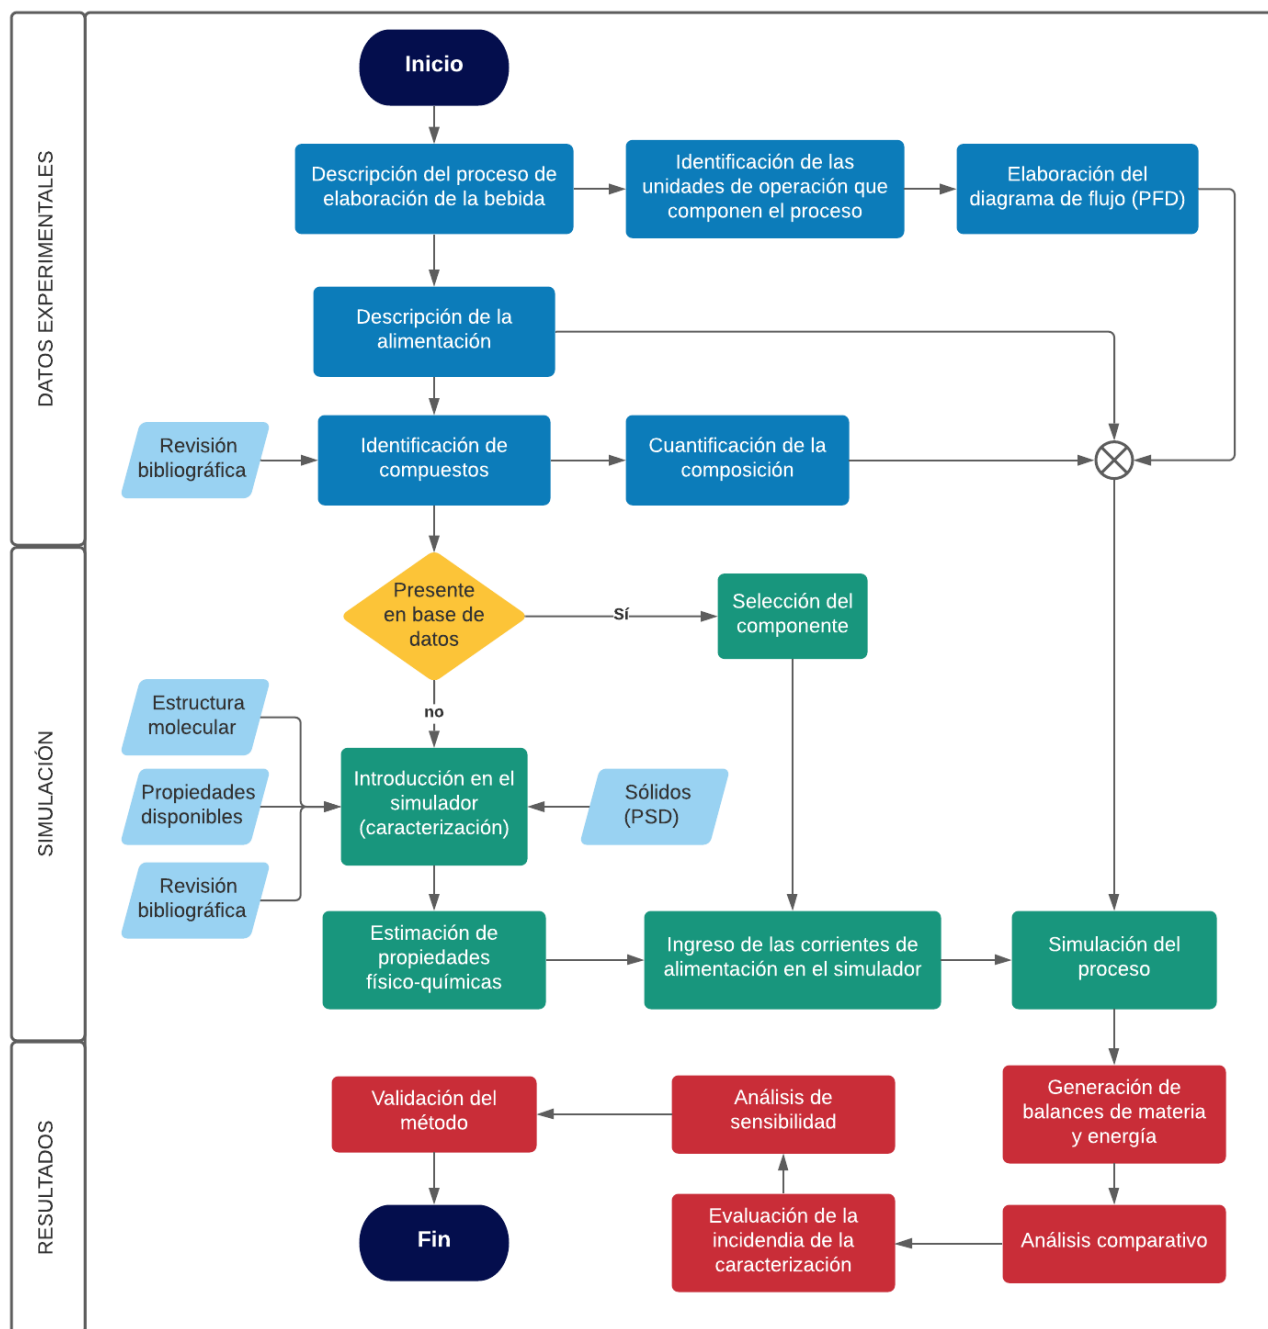 DATOS EXPERIMENTALES
Inicio
Descripción del proceso de
elaboración de la bebida
Identificación de las
unidades de operación que
componen el proceso
Elaboración del
diagrama de flujo (PFD)
Descripción de la
alimentación
Revisión
bibliográfica
Identificación de
compuestos
Cuantificación de la
composición
SIMULACIÓN
Presente
en base de
datos
Sí
Selección del
componente
no
Estructura
molecular
Propiedades
disponibles
Revisión
bibliográfica
Introducción en el
simulador
(caracterización)
Sólidos
(PSD)
Estimación de
propiedades
físico-químicas
Ingreso de las corrientes de
alimentación en el simulador
Simulación del
proceso
RESULTADOS
Generación de
balances de materia
y energía
Análisis comparativo
Evaluación de la
incidendia de la
caracterización
Análisis de
sensibilidad
Validación del
método
Fin